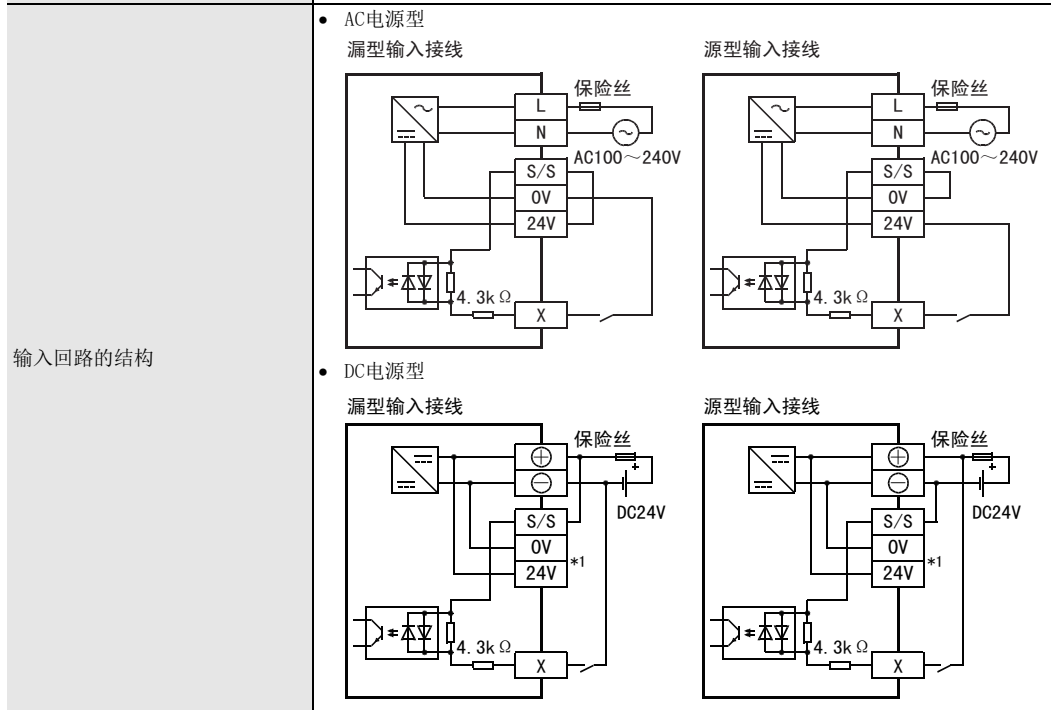 输入回路的结构
• AC电源型
漏型输入接线
保险丝
L
N
AC100～240V
S/S
0V
24V
4.3kΩ
X
源型输入接线
保险丝
L
N
AC100～240V
S/S
0V
24V
4.3kΩ
X
• DC电源型
漏型输入接线
保险丝
⊕
⊖
+
DC24V
S/S
0V
24V
*1
4.3kΩ
X
源型输入接线
保险丝
⊕
⊖
+
DC24V
S/S
0V
24V
*1
4.3kΩ
X